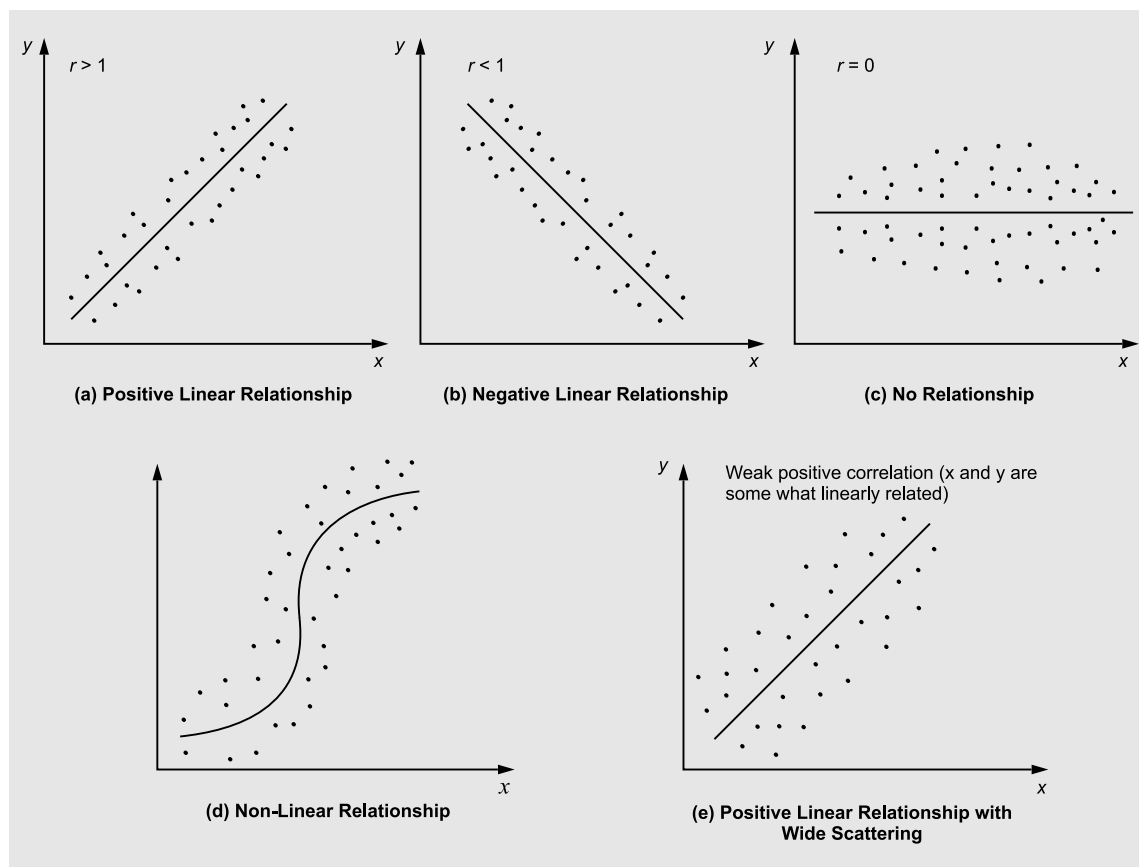 y
r > 1
x
(a) Positive Linear Relationship
y
r < 1
x
(b) Negative Linear Relationship
y
r = 0
x
(c) No Relationship
x
(d) Non-Linear Relationship
y
Weak positive correlation (x and y are
some what linearly related)
x
(e) Positive Linear Relationship with
Wide Scattering